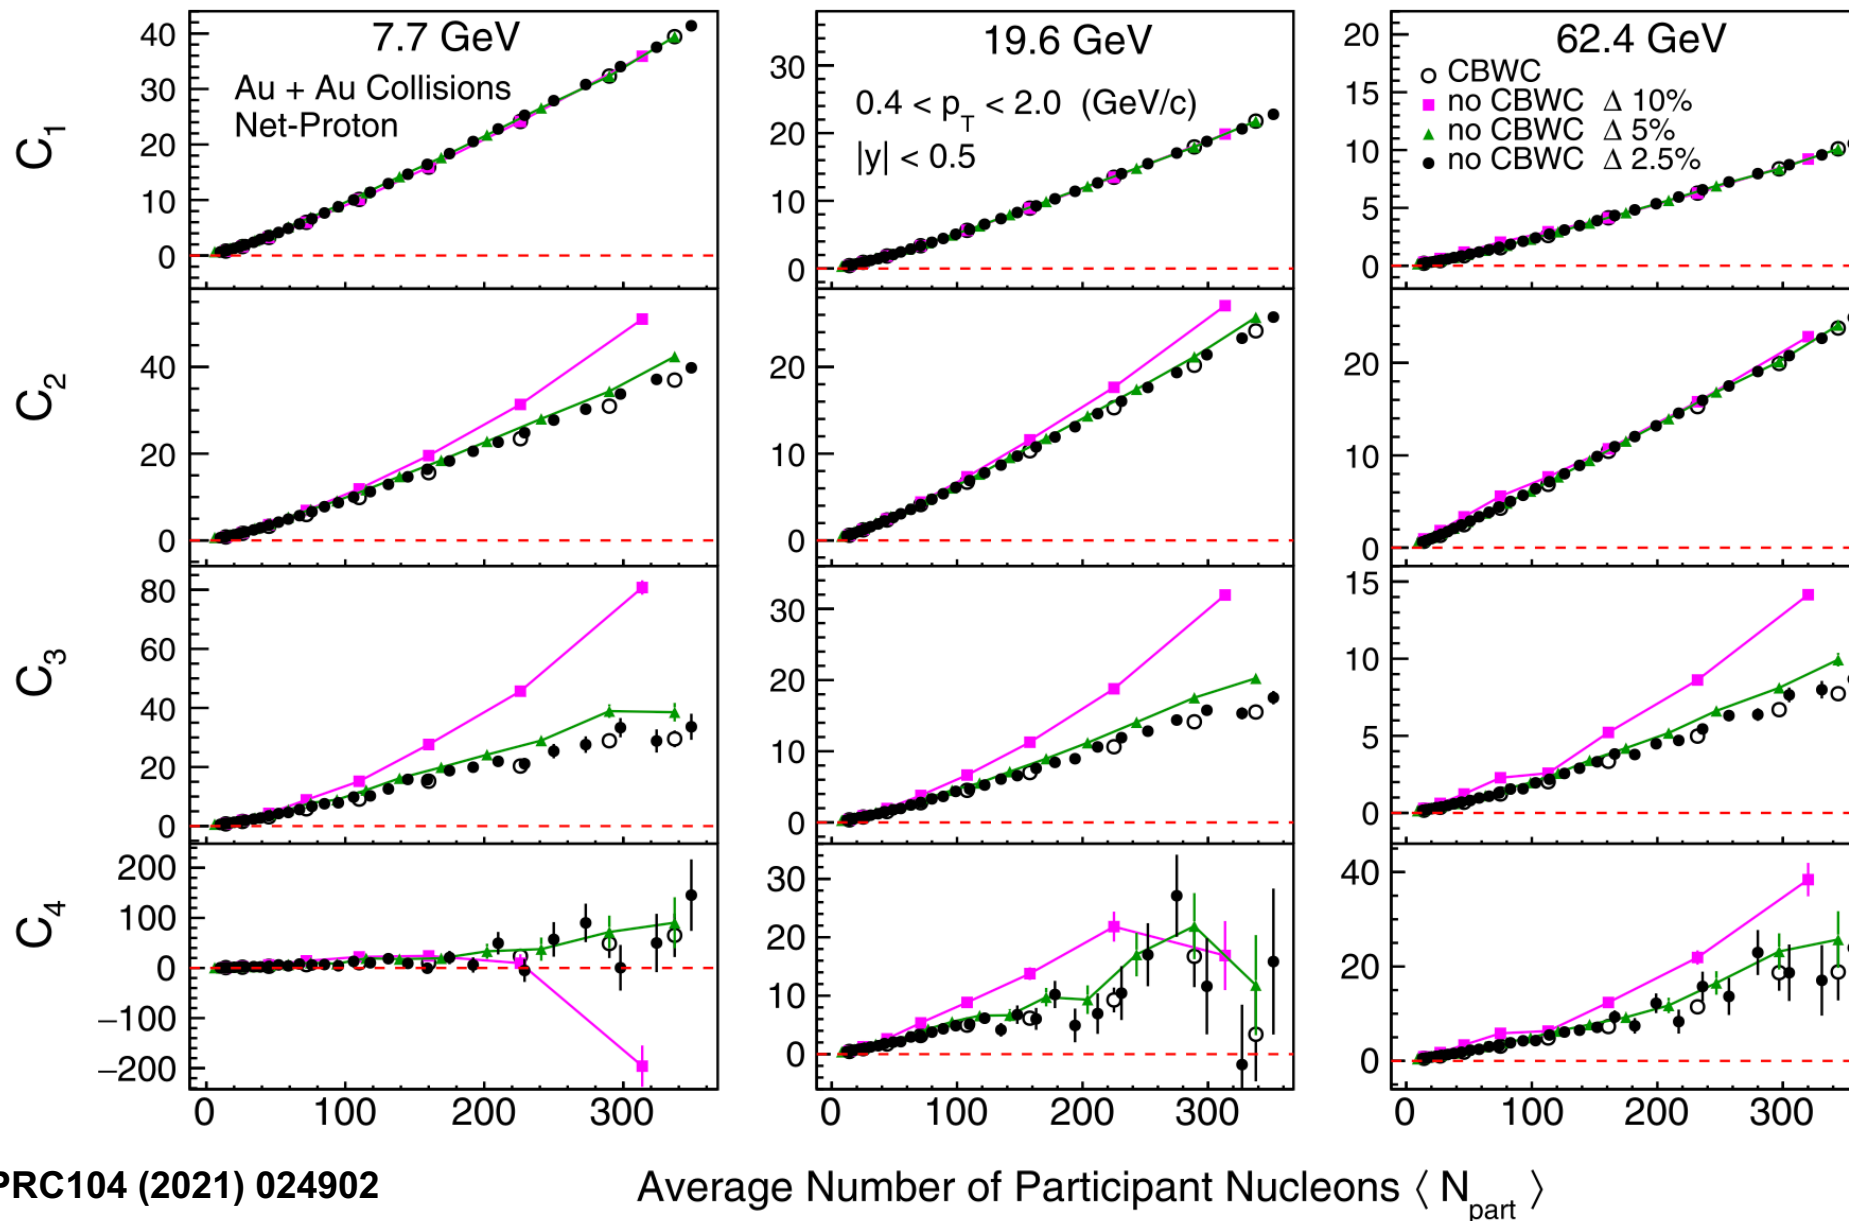 7.7 GeV
Au + Au Collisions
Net-Proton
19.6 GeV
0.4 < p_T < 2.0 (GeV/c)
|y| < 0.5
62.4 GeV
CBWC
no CBWC Δ 10%
no CBWC Δ 5%
no CBWC Δ 2.5%
C_1
40
30
20
10
0
30
20
10
0
20
15
10
5
0
C_2
40
20
0
20
10
0
20
10
0
C_3
80
60
40
20
0
30
20
10
0
15
10
5
0
C_4
200
100
0
−100
−200
30
20
10
0
40
20
0
0 100 200 300
0 100 200 300
0 100 200 300
PRC104 (2021) 024902
Average Number of Participant Nucleons ⟨ N_part ⟩